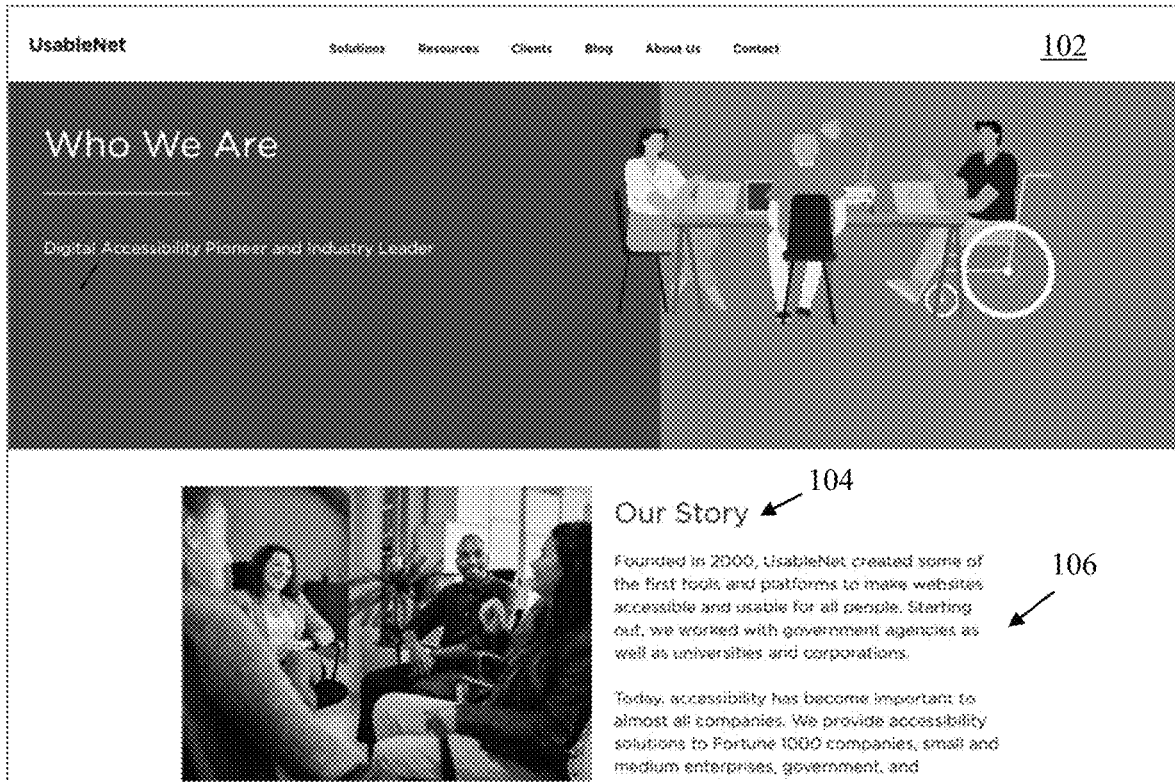 UsableNet
Solutions Resources Clients Blog About Us Contact
102
Who We Are
Digital Accessibility Pioneer and Industry Leader
104
Our Story
Founded in 2000, UsableNet created some of
the first tools and platforms to make websites
106
accessible and usable for all people. Starting
out, we worked with government agencies as
well as universities and corporations.
Today, accessibility has become important to
almost all companies. We provide accessibility
solutions to Fortune 1000 companies, small and
medium enterprises, government, and